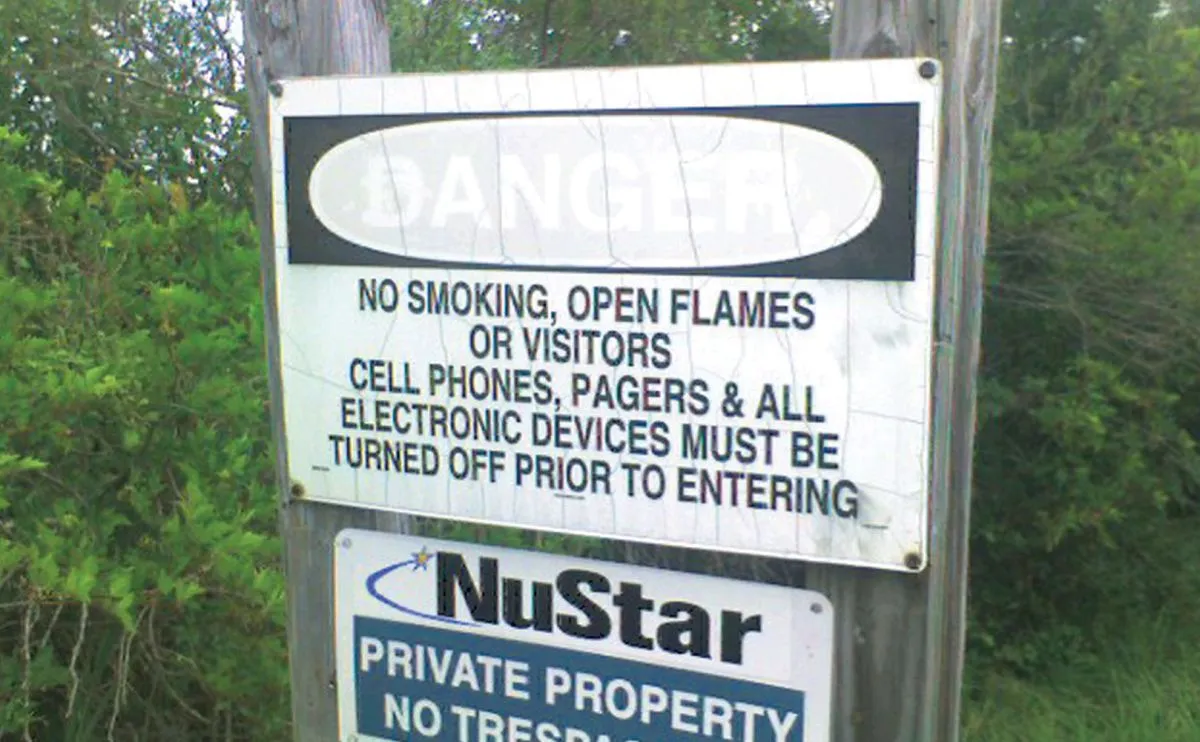 DANGER
NO SMOKING, OPEN FLAMES
OR VISITORS
CELL PHONES, PAGERS & ALL
ELECTRONIC DEVICES MUST BE
TURNED OFF PRIOR TO ENTERING
NuStar
PRIVATE PROPERTY
NO